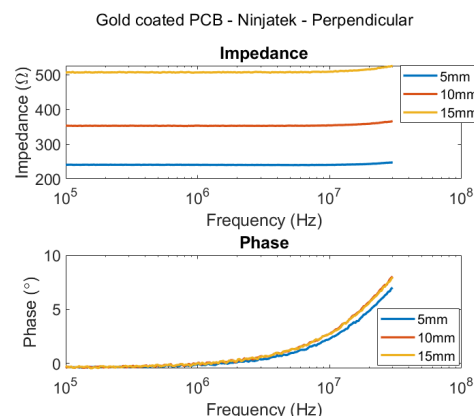 Gold coated PCB - Ninjatek - Perpendicular
Impedance
500
400
300
200
Impedance (Ω)
5mm
10mm
15mm
10^5
10^6
10^7
10^8
Frequency (Hz)
Phase
10
5
0
Phase (°)
5mm
10mm
15mm
10^5
10^6
10^7
10^8
Frequency (Hz)